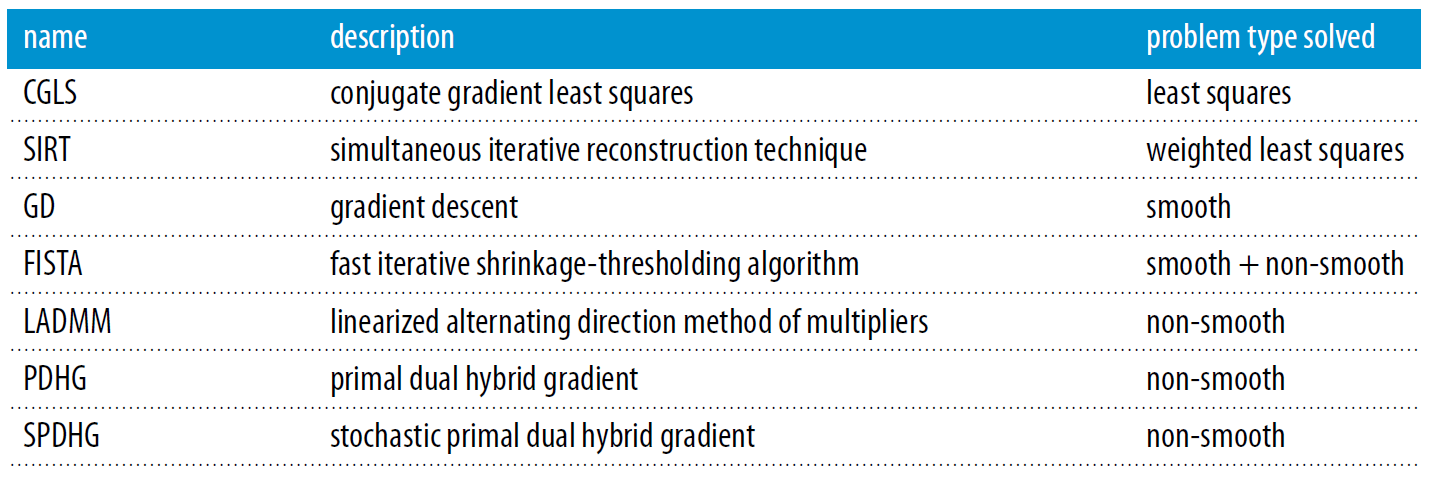 name description problem type solved
CGLS conjugate gradient least squares least squares
SIRT simultaneous iterative reconstruction technique weighted least squares
GD gradient descent smooth
FISTA fast iterative shrinkage-thresholding algorithm smooth + non-smooth
LADMM linearized alternating direction method of multipliers non-smooth
PDHG primal dual hybrid gradient non-smooth
SPDHG stochastic primal dual hybrid gradient non-smooth